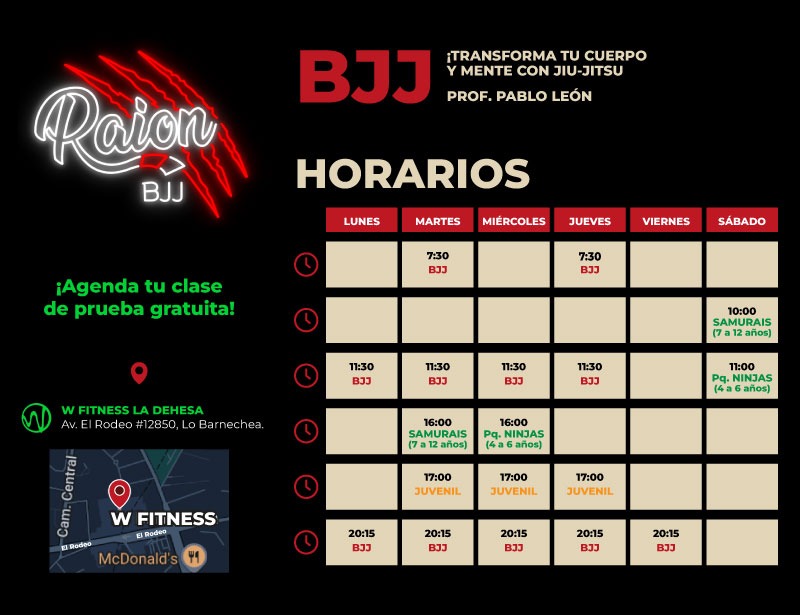 Raion
BJJ
BJJ
¡TRANSFORMA TU CUERPO
Y MENTE CON JIU-JITSU
PROF. PABLO LEÓN
HORARIOS
LUNES MARTES MIÉRCOLES JUEVES VIERNES SÁBADO
7:30 7:30
BJJ BJJ
10:00
SAMURAIS
(7 a 12 años)
11:30 11:30 11:30 11:30 11:00
BJJ BJJ BJJ BJJ Pq. NINJAS
(4 a 6 años)
16:00 16:00
SAMURAIS Pq. NINJAS
(7 a 12 años) (4 a 6 años)
17:00 17:00 17:00
JUVENIL JUVENIL JUVENIL
20:15 20:15 20:15 20:15 20:15
BJJ BJJ BJJ BJJ BJJ
¡Agenda tu clase
de prueba gratuita!
W FITNESS LA DEHESA
Av. El Rodeo #12850, Lo Barnechea.
Cam. Central
W FITNESS
El Rodeo
El Rodeo
McDonald's